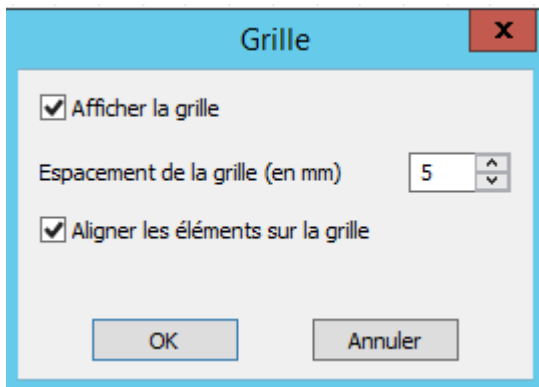 Grille
x
Afficher la grille
Espacement de la grille (en mm) 5
Aligner les éléments sur la grille
OK Annuler